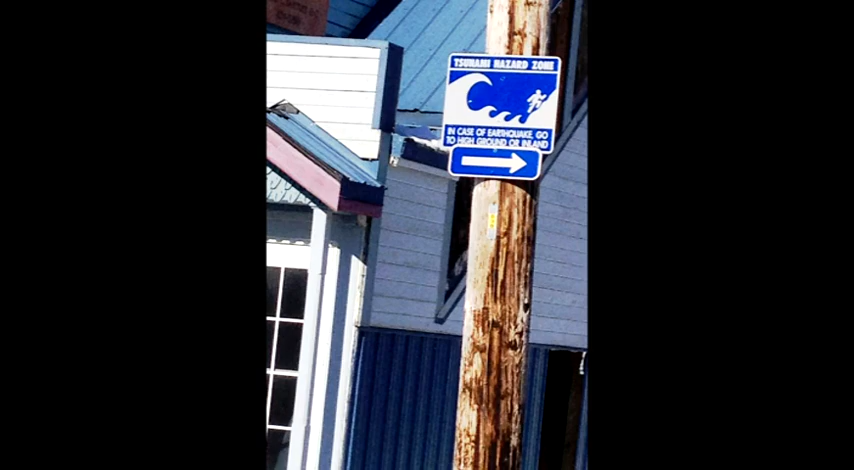 TSUNAMI HAZARD ZONE
IN CASE OF EARTHQUAKE, GO
TO HIGH GROUND OR INLAND